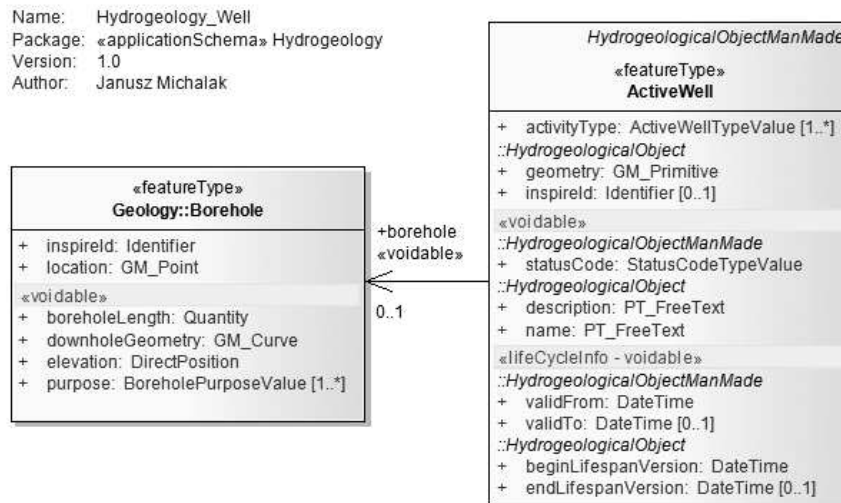 Name: Hydrogeology_Well
Package: «applicationSchema» Hydrogeology
Version: 1.0
Author: Janusz Michalak
«featureType»
Geology::Borehole
+ inspireId: Identifier
+ location: GM_Point
«voidable»
+ boreholeLength: Quantity
+ downholeGeometry: GM_Curve
+ elevation: DirectPosition
+ purpose: BoreholePurposeValue [1..*]
+borehole
«voidable»
0..1
HydrogeologicalObjectManMade
«featureType»
ActiveWell
+ activityType: ActiveWellTypeValue [1..*]
::HydrogeologicalObject
+ geometry: GM_Primitive
+ inspireId: Identifier [0..1]
«voidable»
::HydrogeologicalObjectManMade
+ statusCode: StatusCodeTypeValue
::HydrogeologicalObject
+ description: PT_FreeText
+ name: PT_FreeText
«lifeCycleInfo - voidable»
::HydrogeologicalObjectManMade
+ validFrom: DateTime
+ validTo: DateTime [0..1]
::HydrogeologicalObject
+ beginLifespanVersion: DateTime
+ endLifespanVersion: DateTime [0..1]